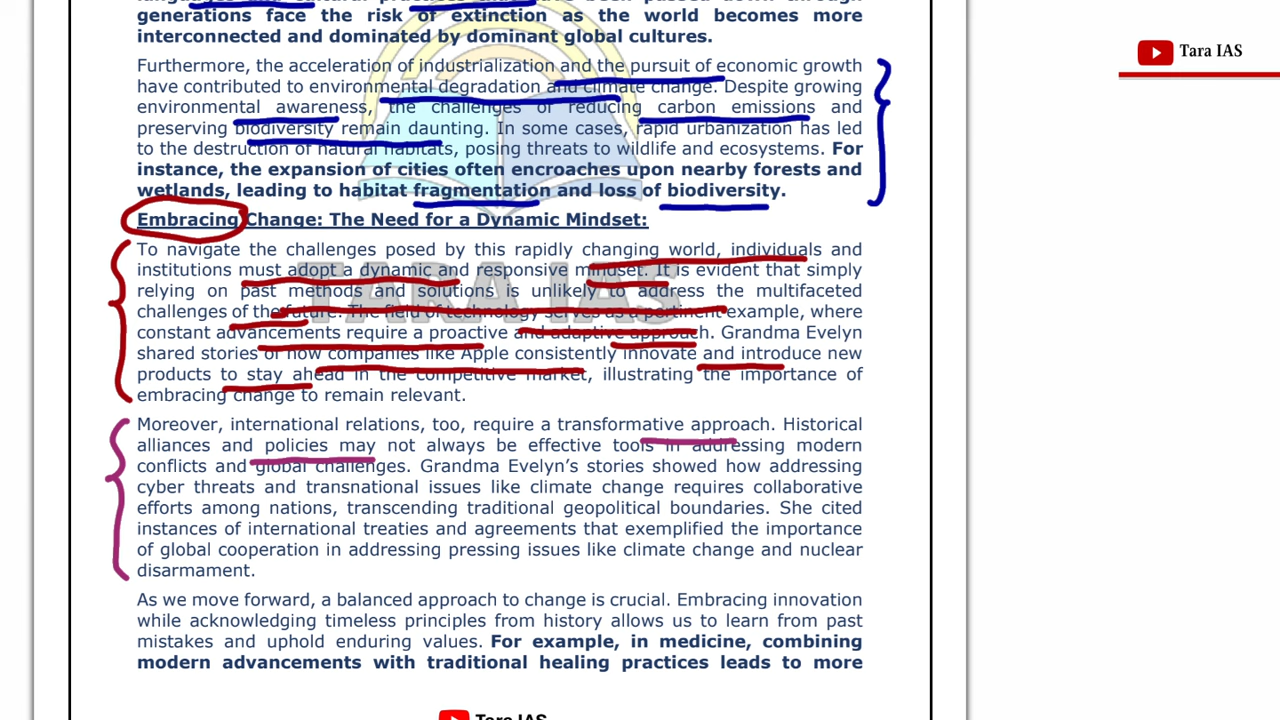 generations face the risk of extinction as the world becomes more
interconnected and dominated by dominant global cultures.
Tara IAS
Furthermore, the acceleration of industrialization and the pursuit of economic growth
have contributed to environmental degradation and climate change. Despite growing
environmental awareness, the challenges of reducing carbon emissions and
preserving biodiversity remain daunting. In some cases, rapid urbanization has led
to the destruction of natural habitats, posing threats to wildlife and ecosystems. For
instance, the expansion of cities often encroaches upon nearby forests and
wetlands, leading to habitat fragmentation and loss of biodiversity.
Embracing Change: The Need for a Dynamic Mindset:
To navigate the challenges posed by this rapidly changing world, individuals and
institutions must adopt a dynamic and responsive mindset. It is evident that simply
relying on past methods and solutions is unlikely to address the multifaceted
challenges of the future. The field of technology serves as a pertinent example, where
constant advancements require a proactive and adaptive approach. Grandma Evelyn
shared stories of how companies like Apple consistently innovate and introduce new
products to stay ahead in the competitive market, illustrating the importance of
embracing change to remain relevant.
TARA IAS
Moreover, international relations, too, require a transformative approach. Historical
alliances and policies may not always be effective tools in addressing modern
conflicts and global challenges. Grandma Evelyn's stories showed how addressing
cyber threats and transnational issues like climate change requires collaborative
efforts among nations, transcending traditional geopolitical boundaries. She cited
instances of international treaties and agreements that exemplified the importance
of global cooperation in addressing pressing issues like climate change and nuclear
disarmament.
As we move forward, a balanced approach to change is crucial. Embracing innovation
while acknowledging timeless principles from history allows us to learn from past
mistakes and uphold enduring values. For example, in medicine, combining
modern advancements with traditional healing practices leads to more
Tara IAS